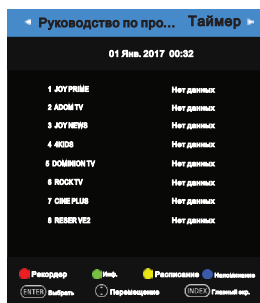 Руководство по про... Таймер
01 Янв. 2017 00:32
1 JOY PRIME Нет данных
2 ADOM TV Нет данных
3 JOY NEWS Нет данных
4 4KIDS Нет данных
5 DOMINION TV Нет данных
6 ROCK TV Нет данных
7 CINE PLUS Нет данных
8 RESERVE2 Нет данных
Рекордер Инф. Расписание Напоминание
ENTER Выбрать Перемещение INDEX Главный экр.